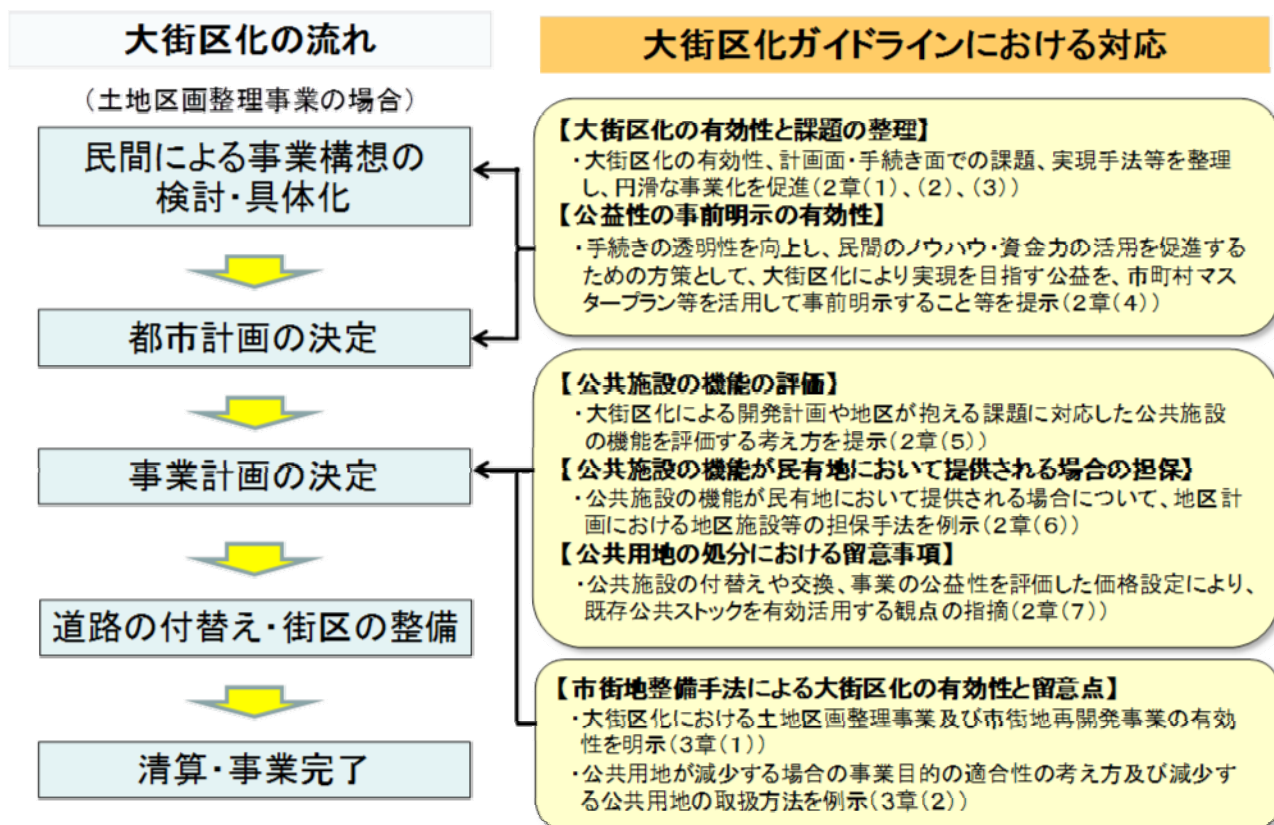 大街区化の流れ
(土地区画整理事業の場合)
民間による事業構想の
検討・具体化
都市計画の決定
事業計画の決定
道路の付替え・街区の整備
清算・事業完了
大街区化ガイドラインにおける対応
【大街区化の有効性と課題の整理】
・大街区化の有効性、計画面・手続き面での課題、実現手法等を整理
し、円滑な事業化を促進(2章(1)、(2)、(3))
【公益性の事前明示の有効性】
・手続きの透明性を向上し、民間のノウハウ・資金力の活用を促進する
ための方策として、大街区化により実現を目指す公益を、市町村マス
タープラン等を活用して事前明示すること等を提示(2章(4))
【公共施設の機能の評価】
・大街区化による開発計画や地区が抱える課題に対応した公共施設
の機能を評価する考え方を提示(2章(5))
【公共施設の機能が民有地において提供される場合の担保】
・公共施設の機能が民有地において提供される場合について、地区計
画における地区施設等の担保手法を例示(2章(6))
【公共用地の処分における留意事項】
・公共施設の付替えや交換、事業の公益性を評価した価格設定により、
既存公共ストックを有効活用する観点の指摘(2章(7))
【市街地整備手法による大街区化の有効性と留意点】
・大街区化における土地区画整理事業及び市街地再開発事業の有効
性を明示(3章(1))
・公共用地が減少する場合の事業目的の適合性の考え方及び減少す
る公共用地の取扱方法を例示(3章(2))